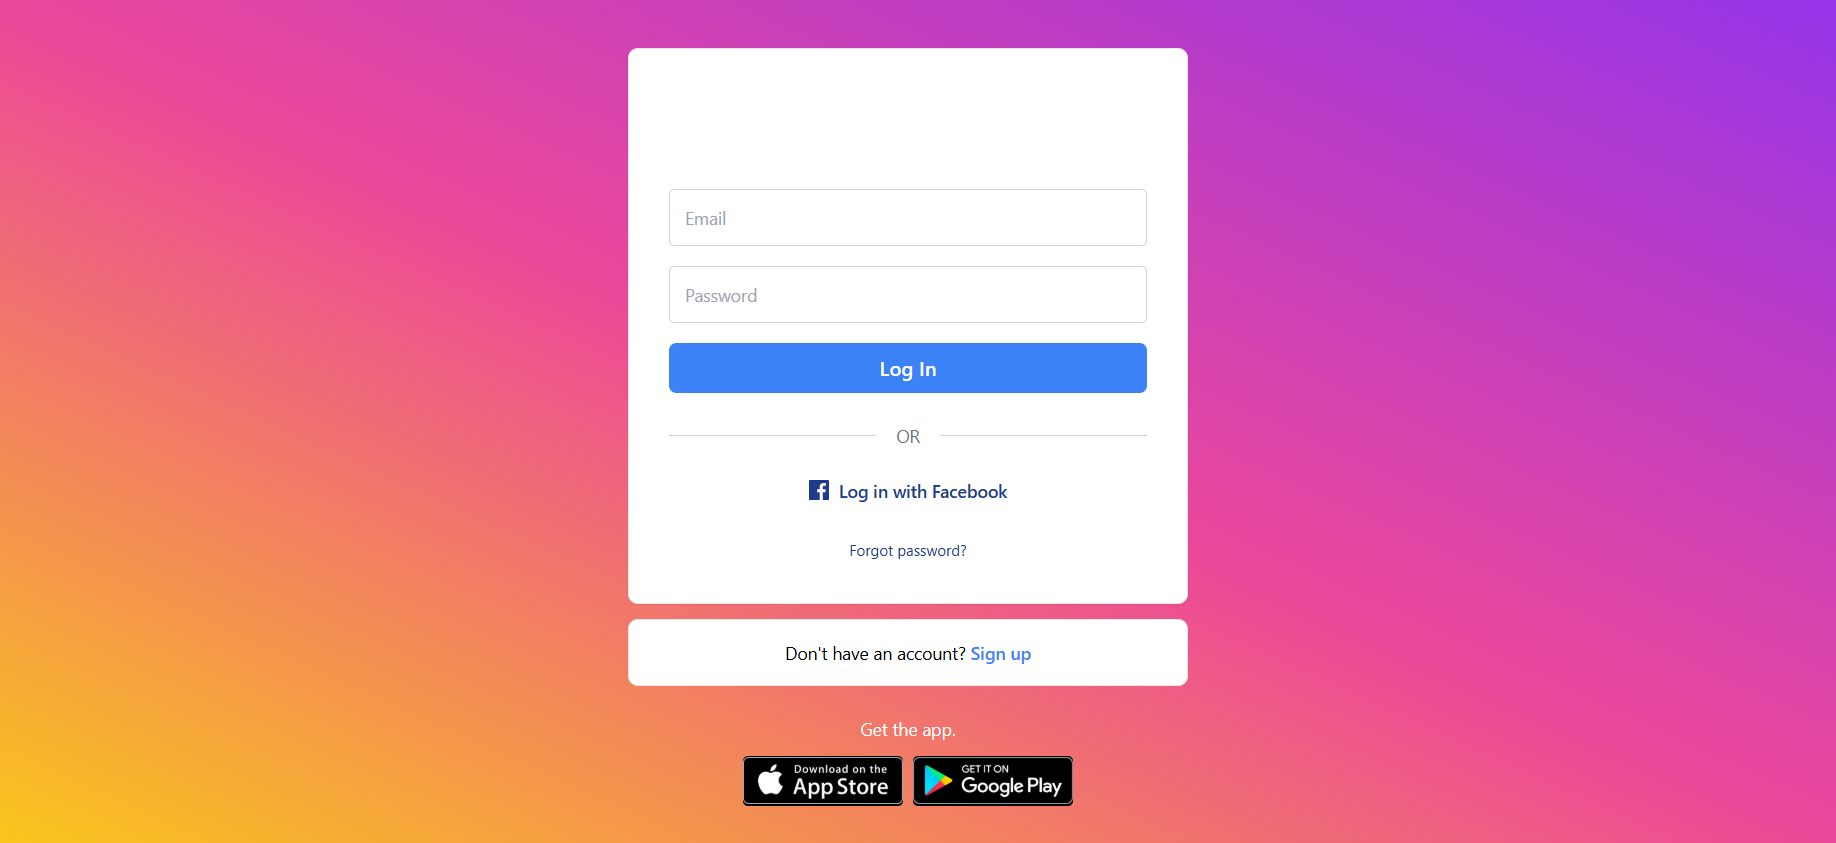 Email
Password
Log In
OR
Log in with Facebook
Forgot password?
Don't have an account? Sign up
Get the app.
Download on the
App Store
GET IT ON
Google Play